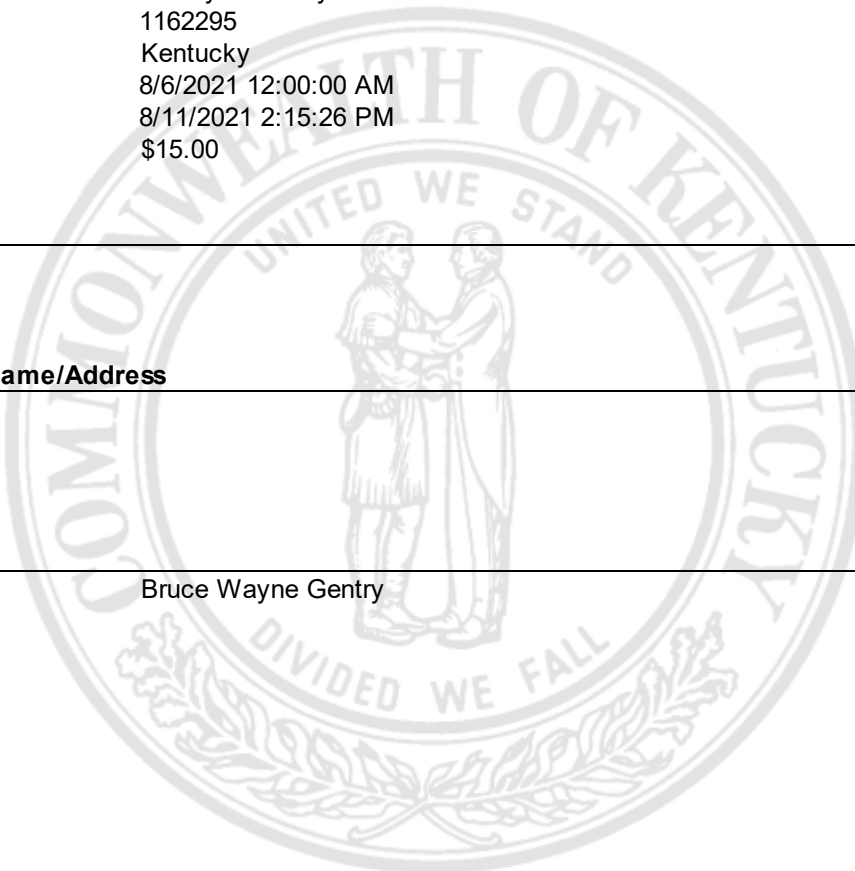 1162295
Kentucky
8/6/2021 12:00:00 AM
8/11/2021 2:15:26 PM
$15.00
COMMONWEALTH OF KENTUCKY
UNITED WE STAND
ame/Address
Bruce Wayne Gentry
DIVIDED WE FALL